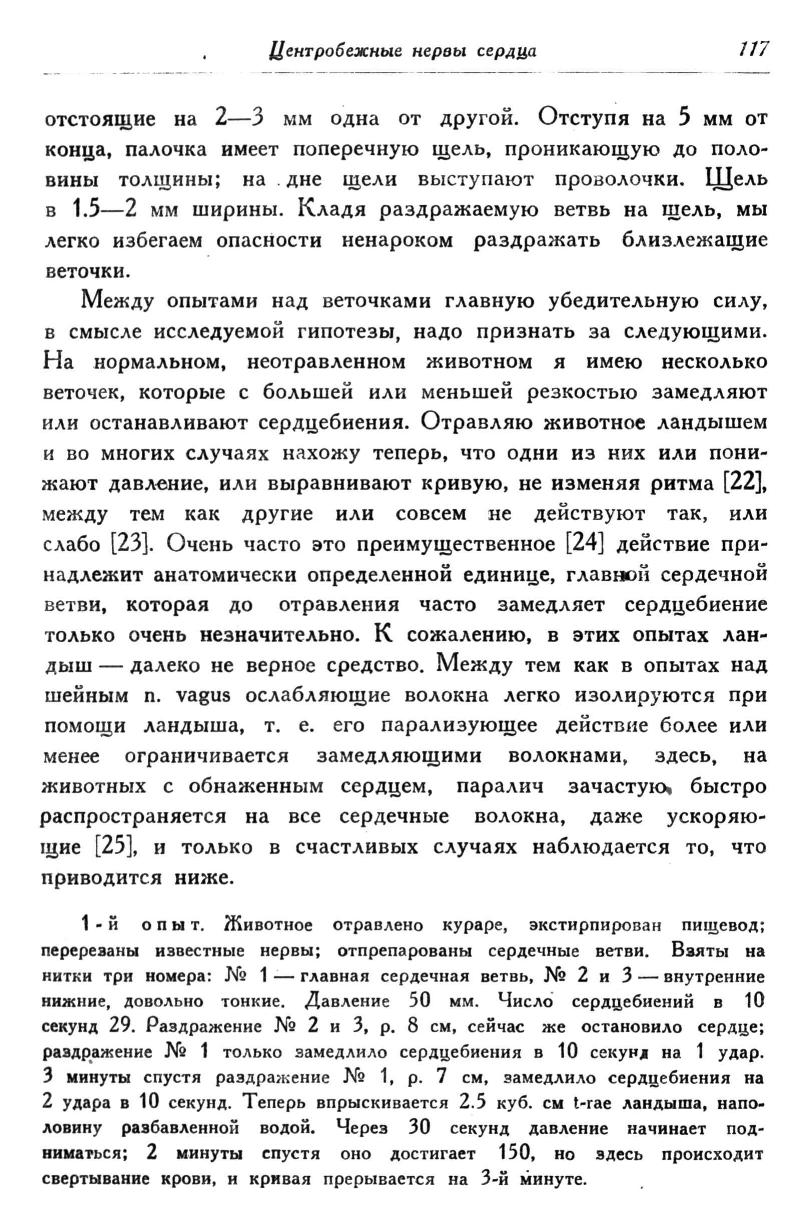 Центробежные нервы сердца 117
отстоящие на 2—3 мм одна от другой. Отступя на 5 мм от
конца, палочка имеет поперечную щель, проникающую до поло-
вины толщины; на дне щели выступают проволочки. Щель
в 1.5—2 мм ширины. Кладя раздражаемую ветвь на щель, мы
легко избегаем опасности ненароком раздражать близлежащие
веточки.
Между опытами над веточками главную убедительную силу,
в смысле исследуемой гипотезы, надо признать за следующими.
На нормальном, неотравленном животном я имею несколько
веточек, которые с большей или меньшей резкостью замедляют
или останавливают сердцебиения. Отравляю животное ландышем
и во многих случаях нахожу теперь, что одни из них или пони-
жают давление, или выравнивают кривую, не изменяя ритма [22],
между тем как другие или совсем не действуют так, или
слабо [23]. Очень часто это преимущественное [24] действие при-
надлежит анатомически определенной единице, главной сердечной
ветви, которая до отравления часто замедляет сердцебиение
только очень незначительно. К сожалению, в этих опытах лан-
дыш — далеко не верное средство. Между тем как в опытах над
шейным n. vagus ослабляющие волокна легко изолируются при
помощи ландыша, т. е. его парализующее действие более или
менее ограничивается замедляющими волокнами, здесь, на
животных с обнаженным сердцем, паралич зачастую быстро
распространяется на все сердечные волокна, даже ускоряю-
щие [25], и только в счастливых случаях наблюдается то, что
приводится ниже.
1-й опыт. Животное отравлено кураре, экстирпирован пищевод;
перерезаны известные нервы; отпрепарованы сердечные ветви. Взяты на
нитки три номера: № 1 — главная сердечная ветвь, № 2 и 3 — внутренние
нижние, довольно тонкие. Давление 50 мм. Число сердцебиений в 10
секунд 29. Раздражение № 2 и 3, р. 8 см, сейчас же остановило сердце;
раздражение № 1 только замедлило сердцебиения в 10 секунд на 1 удар.
3 минуты спустя раздражение № 1, р. 7 см, замедлило сердцебиения на
2 удара в 10 секунд. Теперь впрыскивается 2.5 куб. см t-rae ландыша, напо-
ловину разбавленной водой. Через 30 секунд давление начинает под-
ниматься; 2 минуты спустя оно достигает 150, но здесь происходит
свертывание крови, и кривая прерывается на 3-й минуте.